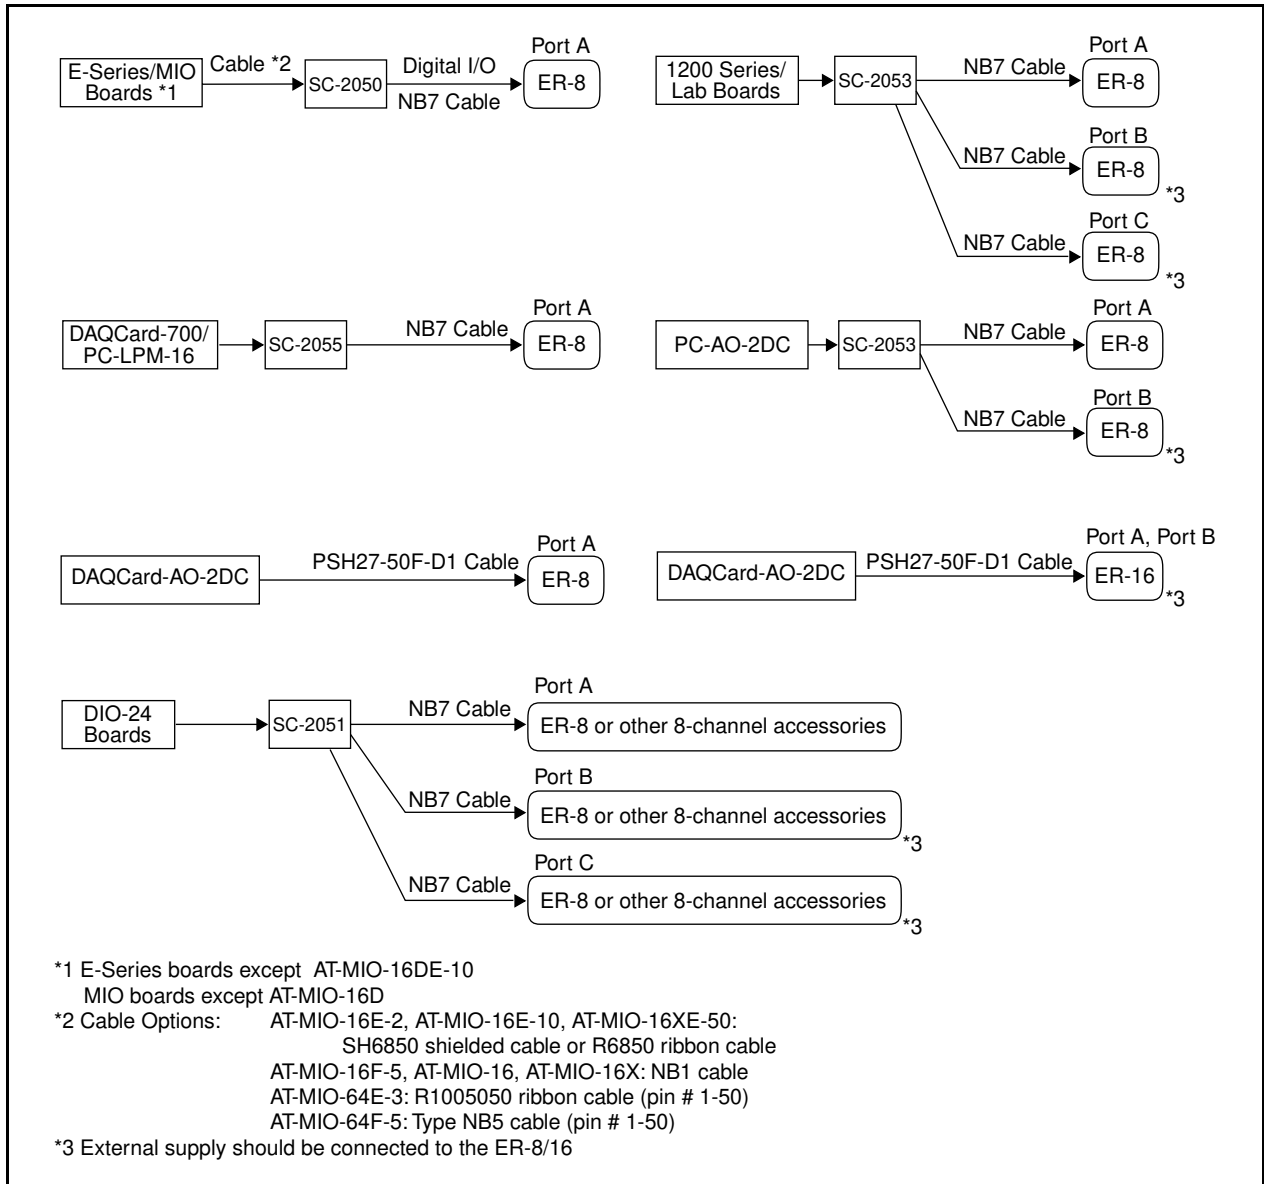 E-Series/MIO
Boards *1
Cable *2
SC-2050
Digital I/O
NB7 Cable
Port A
ER-8
1200 Series/
Lab Boards
SC-2053
NB7 Cable
Port A
ER-8
NB7 Cable
Port B
ER-8
*3
NB7 Cable
Port C
ER-8
*3
DAQCard-700/
PC-LPM-16
SC-2055
NB7 Cable
Port A
ER-8
PC-AO-2DC
SC-2053
NB7 Cable
Port A
ER-8
NB7 Cable
Port B
ER-8
*3
DAQCard-AO-2DC
PSH27-50F-D1 Cable
Port A
ER-8
DAQCard-AO-2DC
PSH27-50F-D1 Cable
Port A, Port B
ER-16
*3
DIO-24
Boards
SC-2051
NB7 Cable
Port A
ER-8 or other 8-channel accessories
NB7 Cable
Port B
ER-8 or other 8-channel accessories
*3
NB7 Cable
Port C
ER-8 or other 8-channel accessories
*3
*1 E-Series boards except AT-MIO-16DE-10
MIO boards except AT-MIO-16D
*2 Cable Options: AT-MIO-16E-2, AT-MIO-16E-10, AT-MIO-16XE-50:
SH6850 shielded cable or R6850 ribbon cable
AT-MIO-16F-5, AT-MIO-16, AT-MIO-16X: NB1 cable
AT-MIO-64E-3: R1005050 ribbon cable (pin # 1-50)
AT-MIO-64F-5: Type NB5 cable (pin # 1-50)
*3 External supply should be connected to the ER-8/16